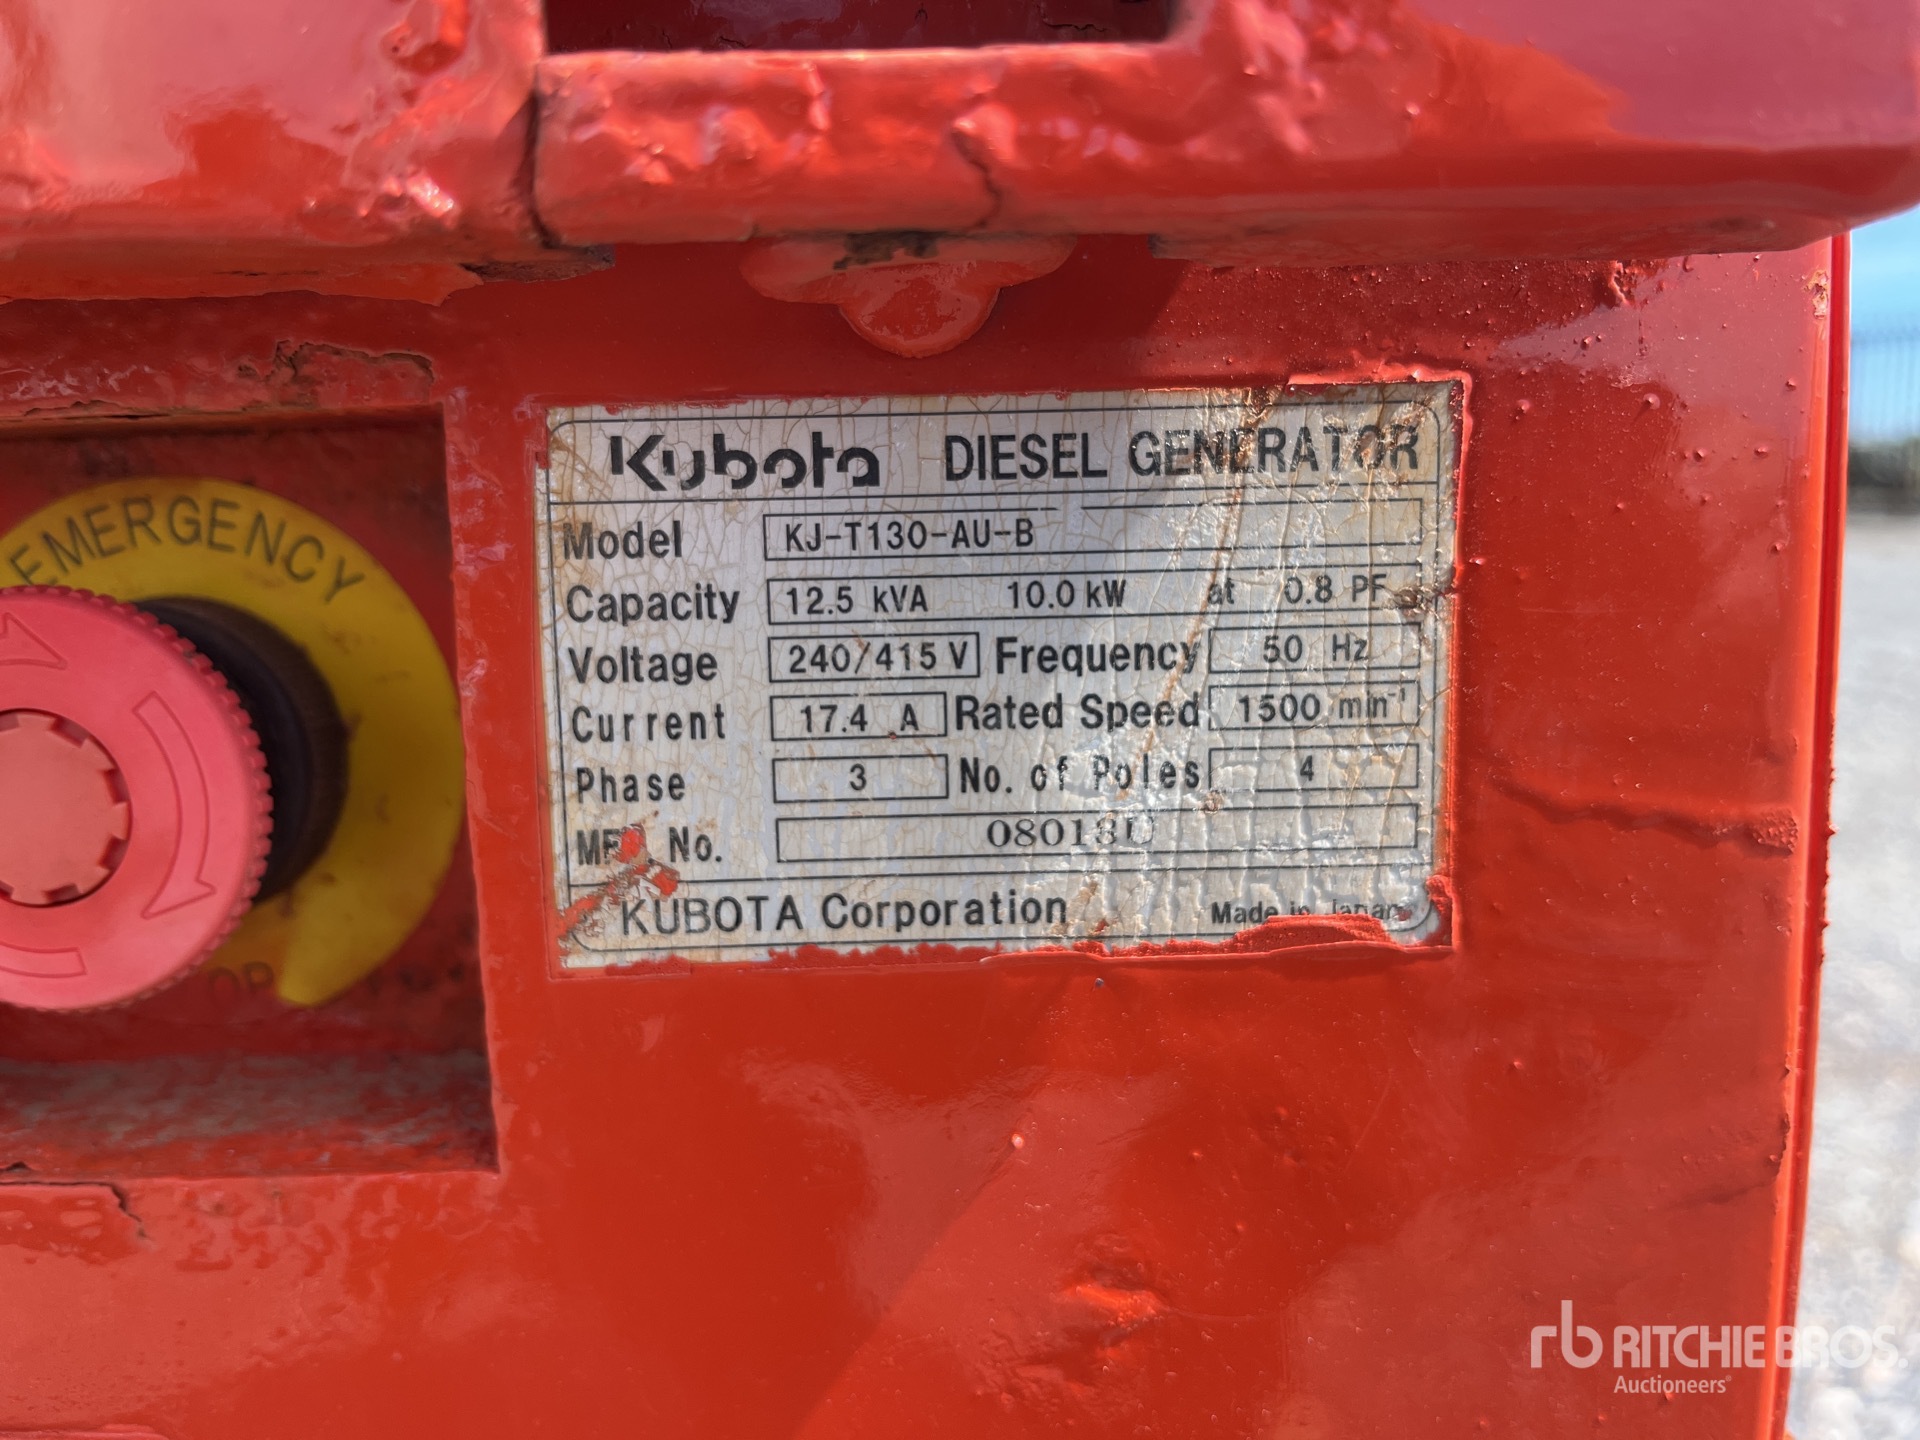 EMERGENCY
Kubota DIESEL GENERATOR
Model KJ-T130-AU-B
Capacity 12.5 kVA 10.0 kW at 0.8 PF
Voltage 240/415 V Frequency 50 Hz
Current 17.4 A Rated Speed 1500 min⁻¹
Phase 3 No. of Poles 4
No.
KUBOTA Corporation Made in Japan
rb RITCHIE BROS.
Auctioneers